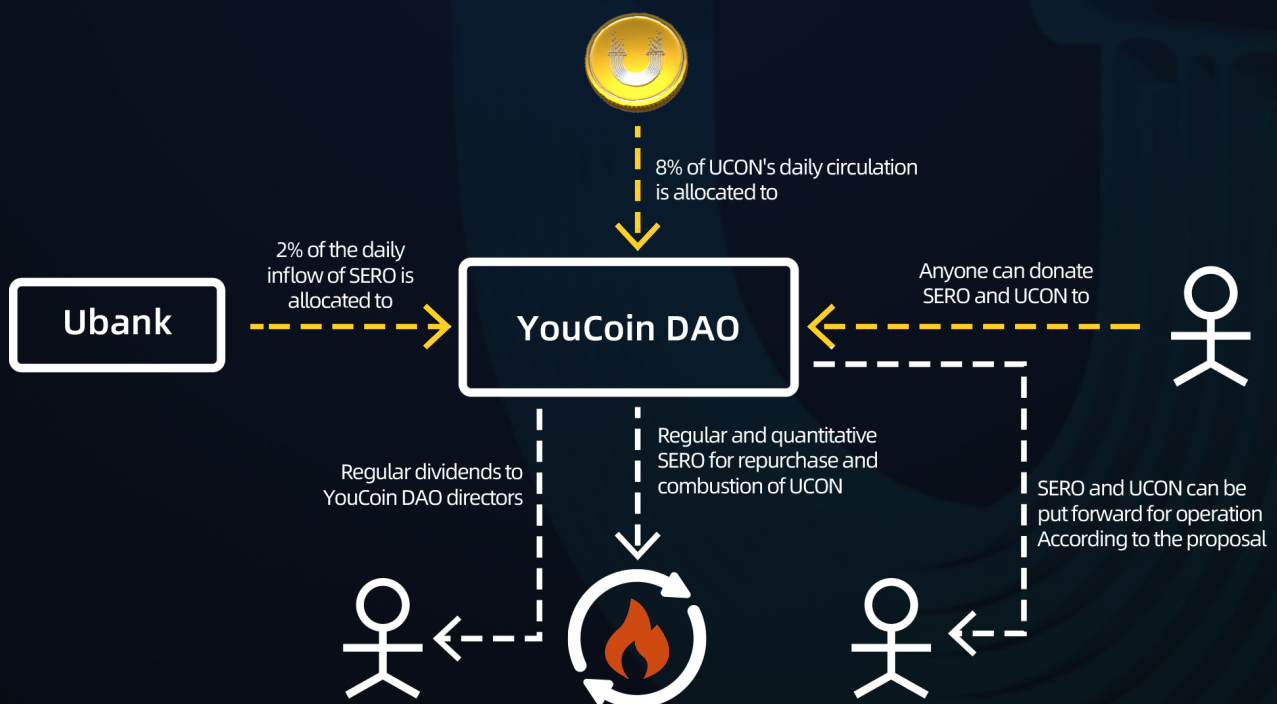 8% of UCON's daily circulation
is allocated to
2% of the daily
inflow of SERO is
allocated to
Anyone can donate
SERO and UCON to
Ubank
YouCoin DAO
Regular and quantitative
SERO for repurchase and
combustion of UCON
Regular dividends to
YouCoin DAO directors
SERO and UCON can be
put forward for operation
According to the proposal